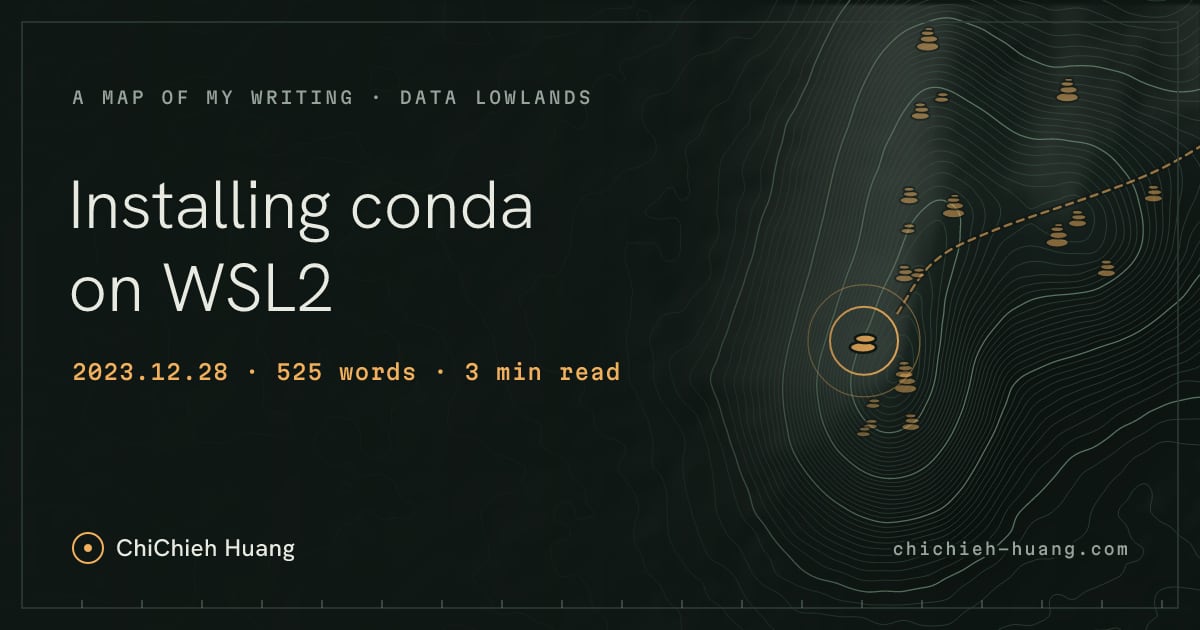 A MAP OF MY WRITING · DATA LOWLANDS
Installing conda
on WSL2
2023.12.28 · 525 words · 3 min read
ChiChieh Huang
chichieh-huang.com